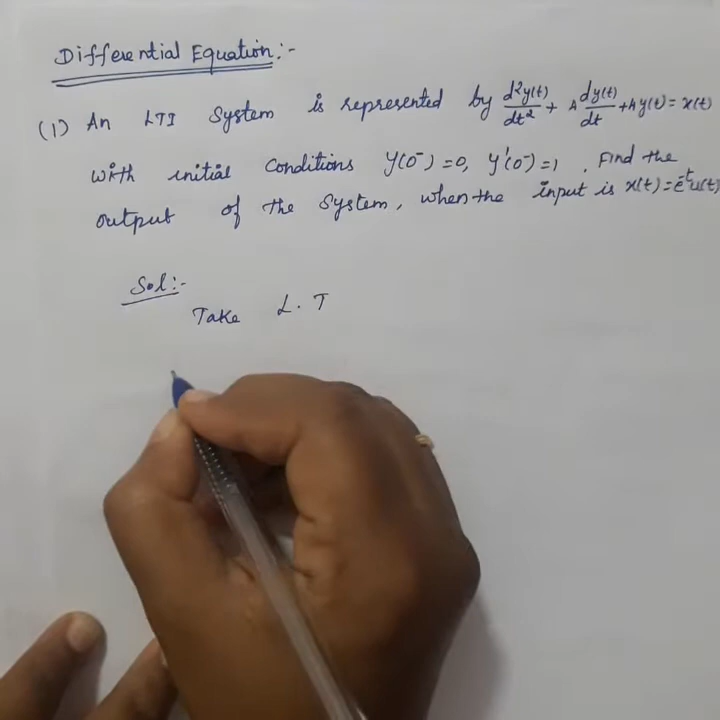 Differential Equation:-
(1) An LTI System is represented by d²y(t)/dt² + 4 dy(t)/dt + 4y(t) = x(t)
with initial Conditions y(0⁻)=0, y'(0⁻)=1 . Find the
output of the System, when the input is x(t)=e⁻ᵗu(t)
Sol:-
Take L.T